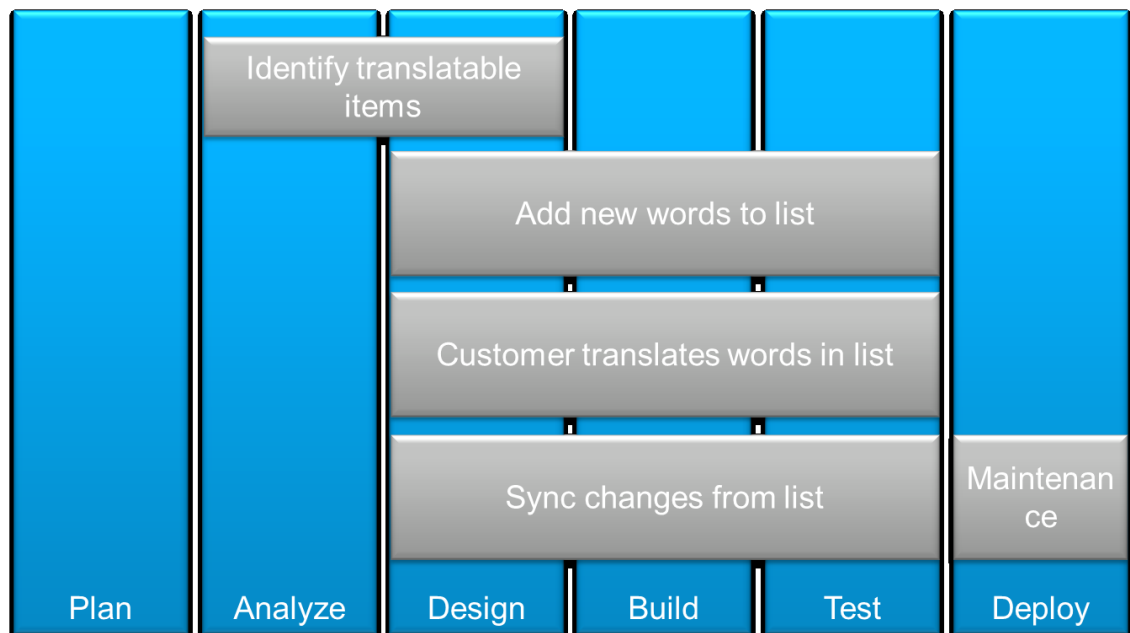 Identify translatable
items
Add new words to list
Customer translates words in list
Sync changes from list
Maintenan
ce
Plan
Analyze
Design
Build
Test
Deploy